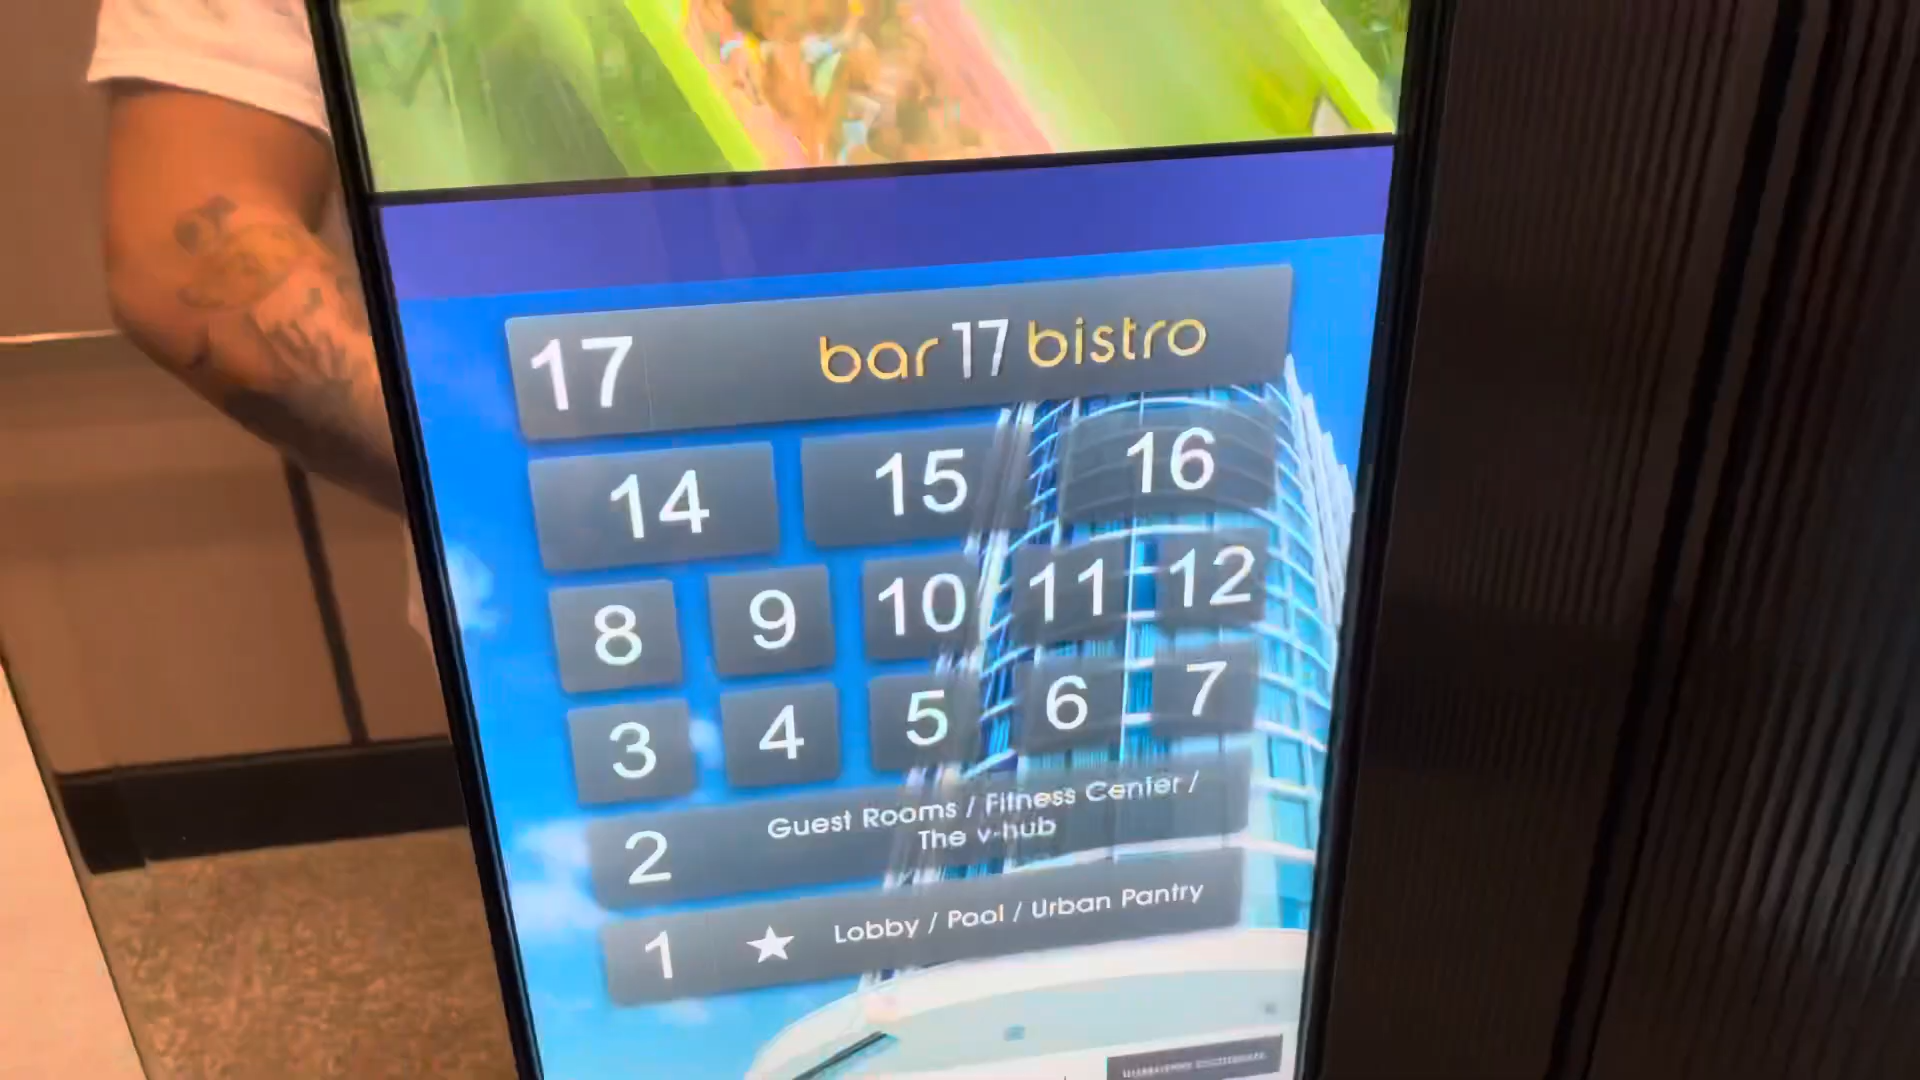 17 bar 17 bistro
14 15 16
8 9 10 11 12
3 4 5 6 7
2 Guest Rooms / Fitness Center /
The v-hub
1 ★ Lobby / Pool / Urban Pantry